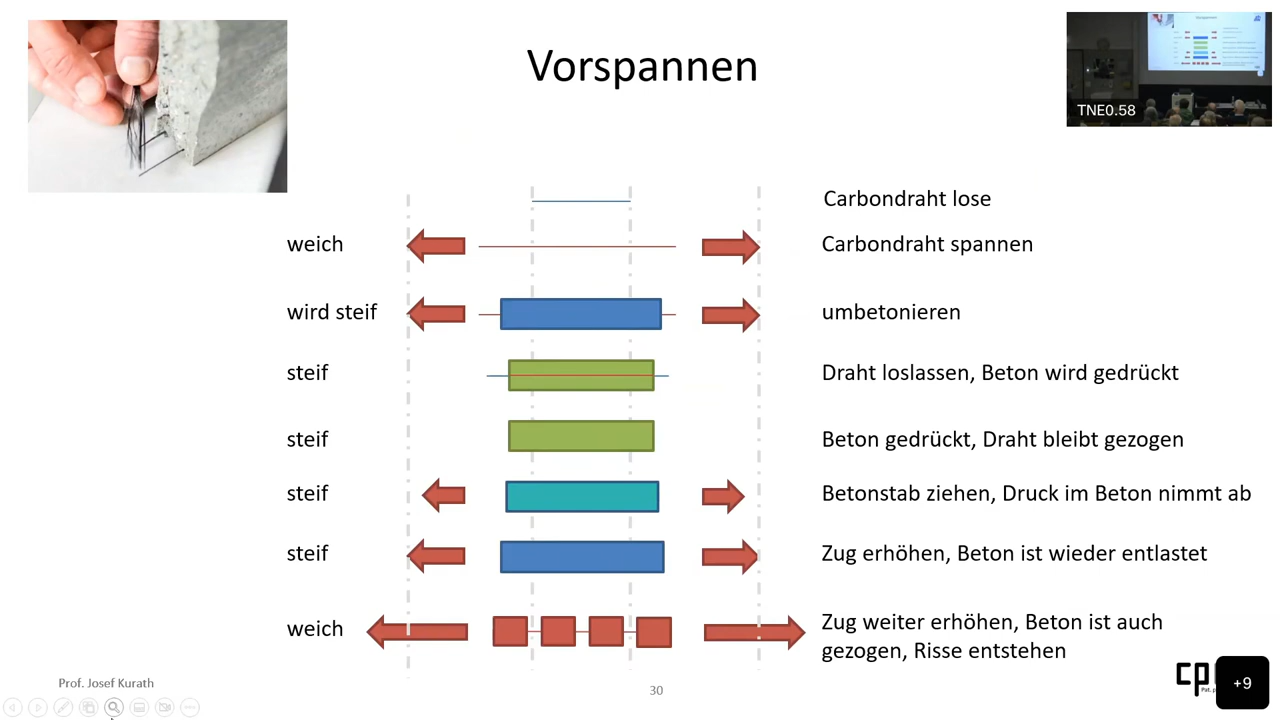 Vorspannen
TNE0.58
Carbondraht lose
weich
Carbondraht spannen
wird steif
umbetonieren
steif
Draht loslassen, Beton wird gedrückt
steif
Beton gedrückt, Draht bleibt gezogen
steif
Betonstab ziehen, Druck im Beton nimmt ab
steif
Zug erhöhen, Beton ist wieder entlastet
weich
Zug weiter erhöhen, Beton ist auch
gezogen, Risse entstehen
Prof. Josef Kurath
30
+9